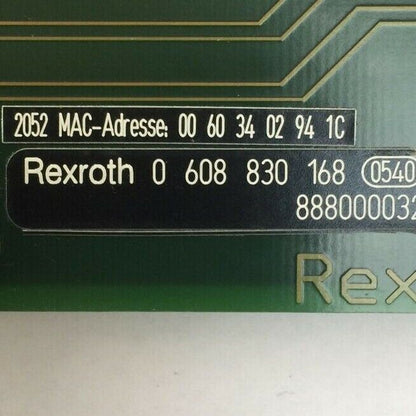 2052 MAC-Adresse: 00 60 34 02 94 1C
Rexroth 0 608 830 168 0540
888000032
Rex